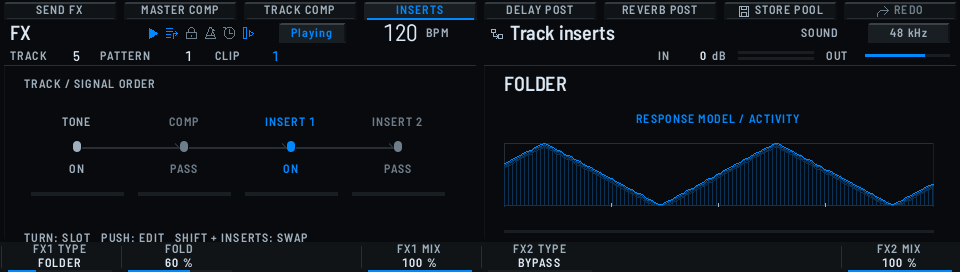 SEND FX MASTER COMP TRACK COMP INSERTS DELAY POST REVERB POST STORE POOL REDO
FX Playing 120 BPM Track inserts SOUND 48 kHz
TRACK 5 PATTERN 1 CLIP 1 IN 0 dB OUT
TRACK / SIGNAL ORDER
FOLDER
TONE COMP INSERT 1 INSERT 2
RESPONSE MODEL / ACTIVITY
ON PASS ON PASS
TURN: SLOT PUSH: EDIT SHIFT + INSERTS: SWAP
FX1 TYPE FOLD FX1 MIX FX2 TYPE FX2 MIX
FOLDER 60 % 100 % BYPASS 100 %